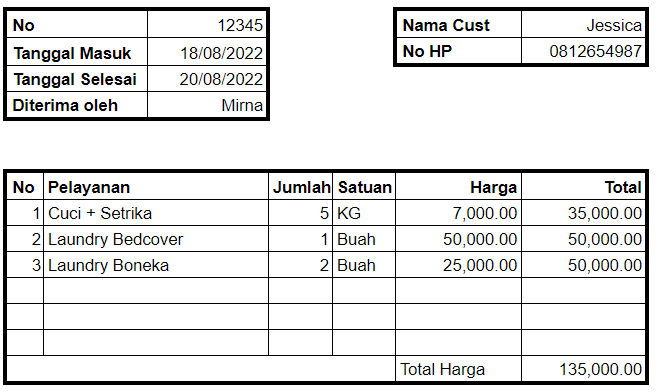 No 12345
Tanggal Masuk 18/08/2022
Tanggal Selesai 20/08/2022
Diterima oleh Mirna
Nama Cust Jessica
No HP 0812654987
No Pelayanan Jumlah Satuan Harga Total
1 Cuci + Setrika 5 KG 7,000.00 35,000.00
2 Laundry Bedcover 1 Buah 50,000.00 50,000.00
3 Laundry Boneka 2 Buah 25,000.00 50,000.00
Total Harga 135,000.00